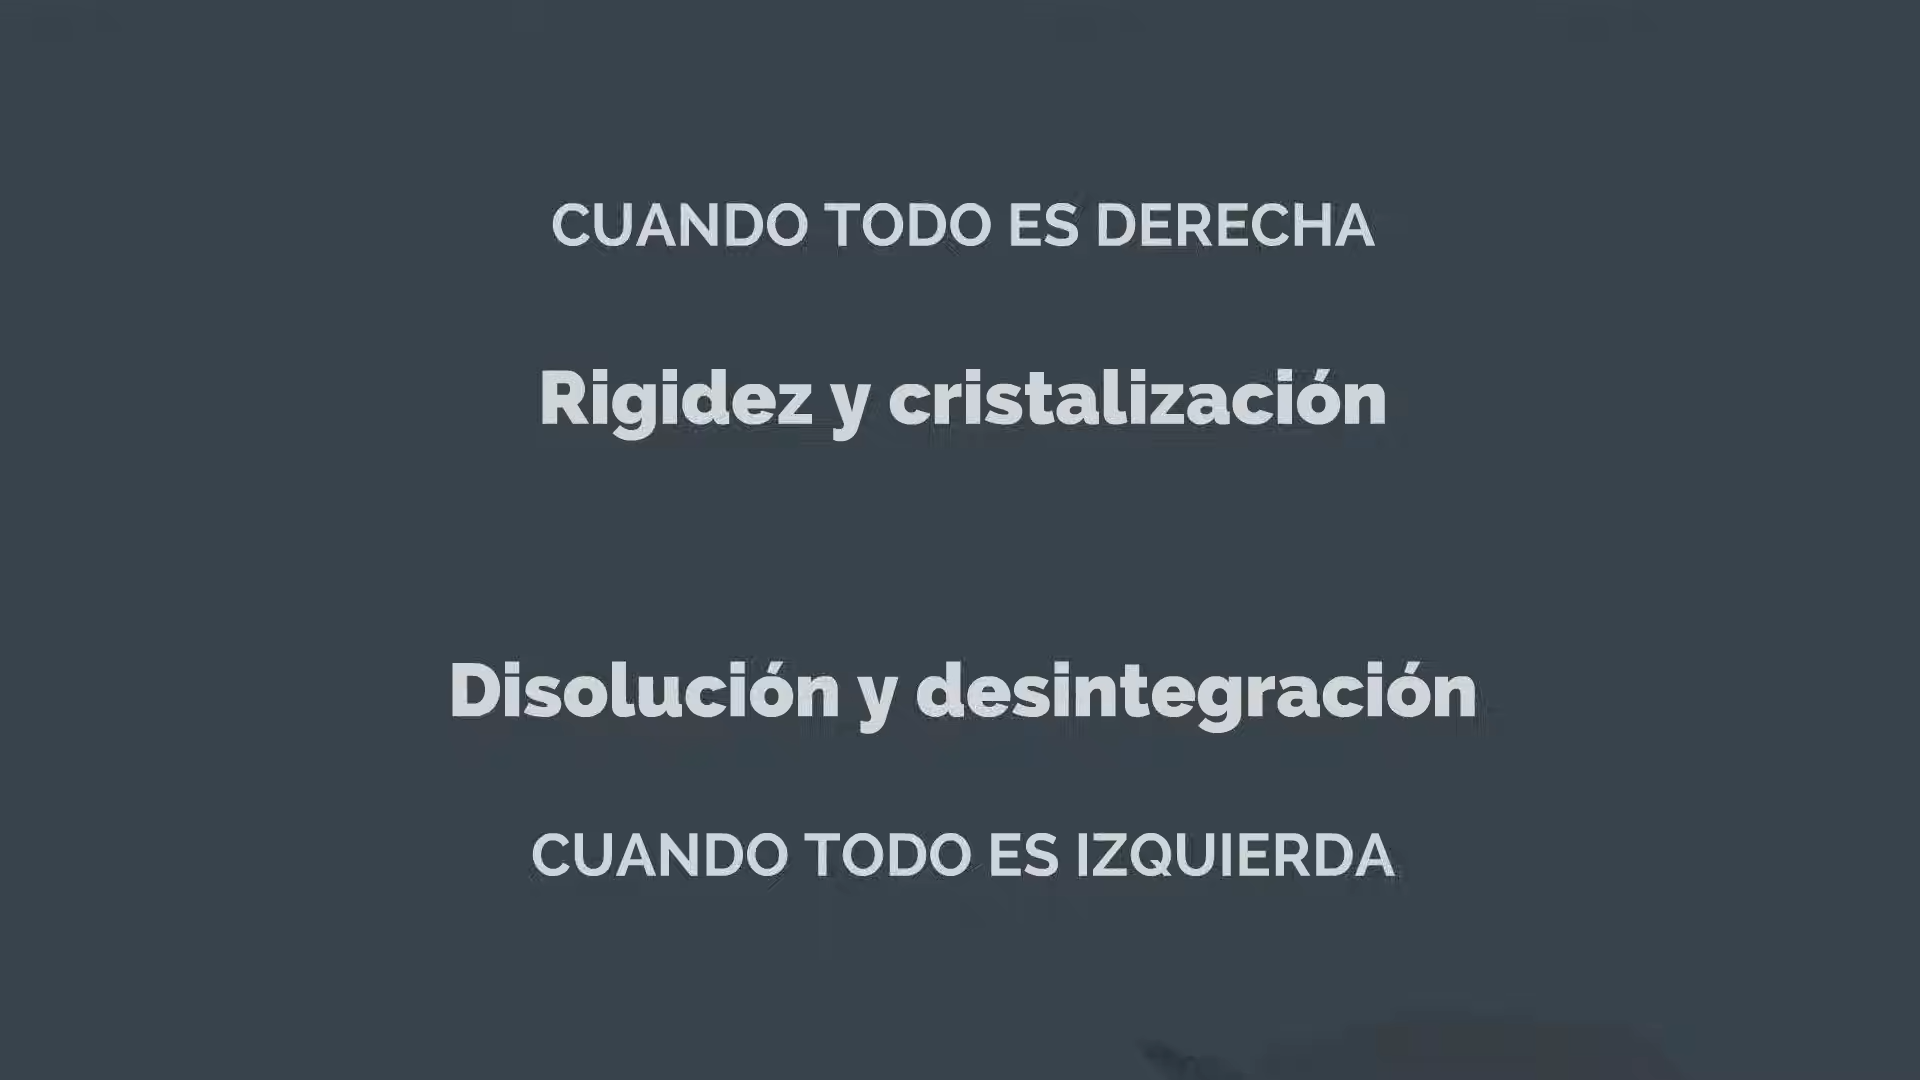 CUANDO TODO ES DERECHA
Rigidez y cristalización
Disolución y desintegración
CUANDO TODO ES IZQUIERDA